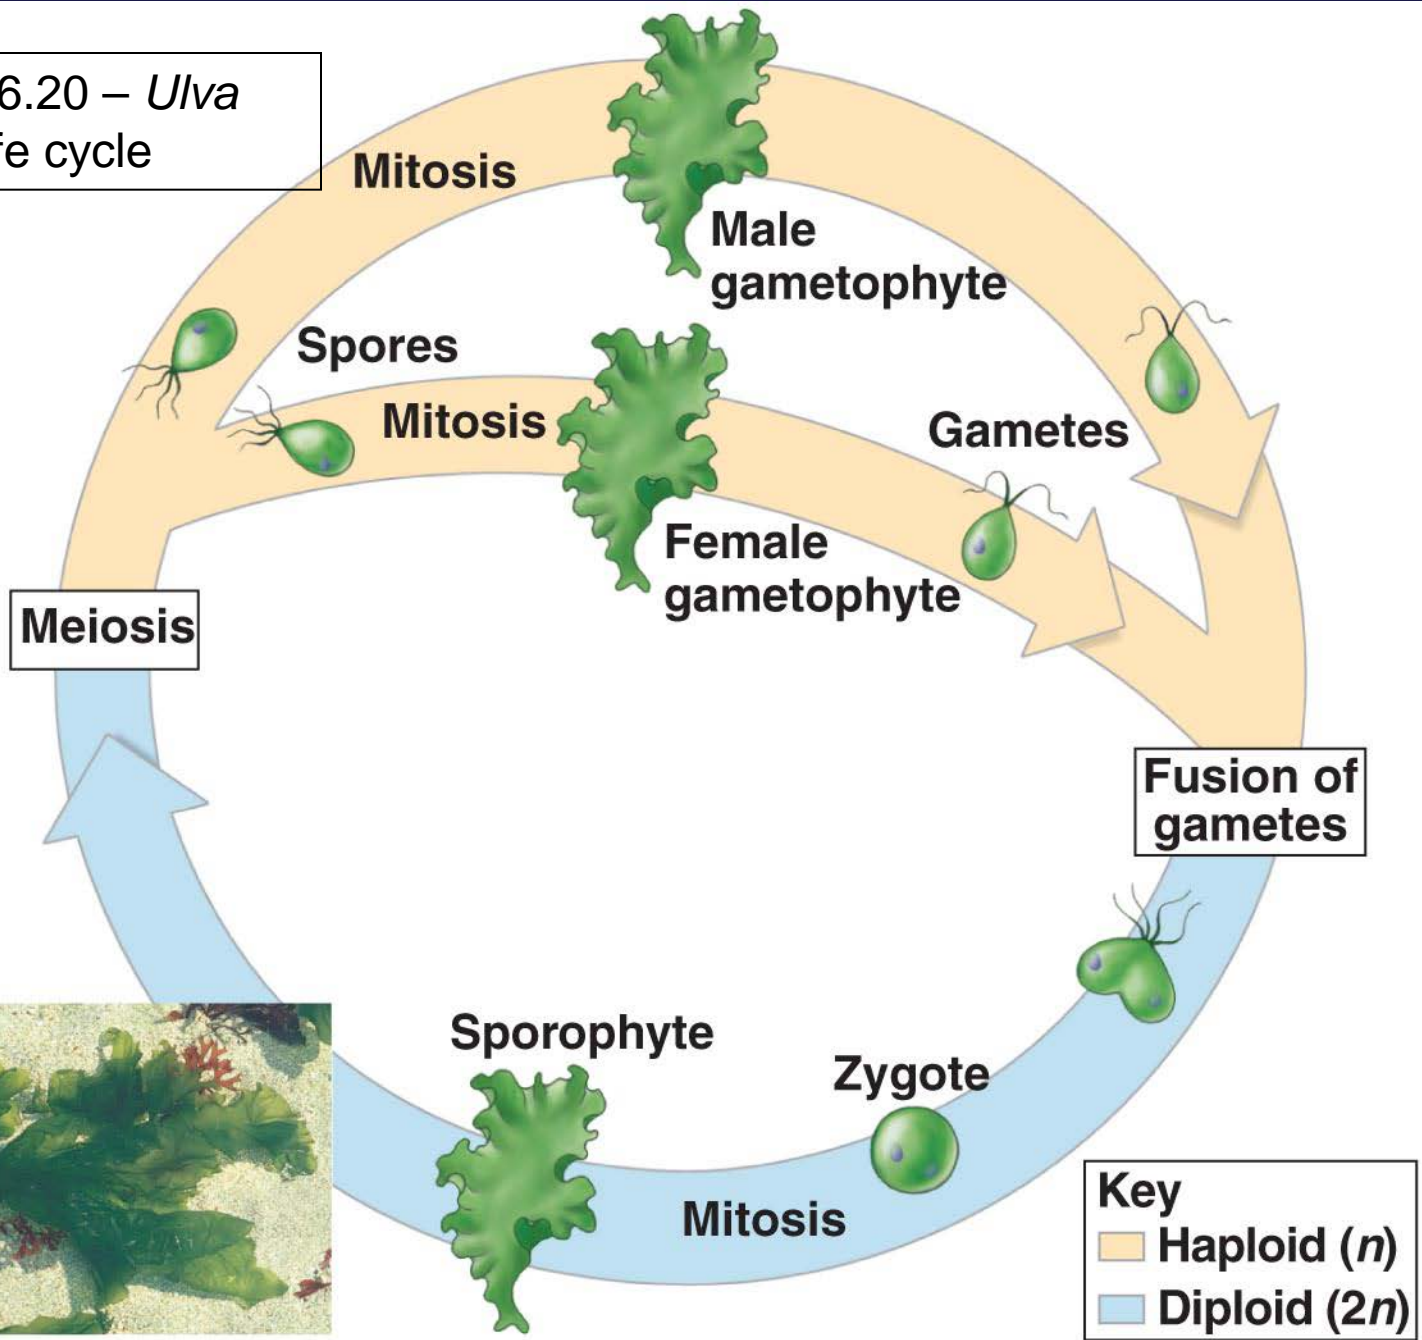 6.20 – Ulva
fe cycle
Mitosis
Male
gametophyte
Spores
Mitosis
Gametes
Female
gametophyte
Meiosis
Fusion of
gametes
Sporophyte
Zygote
Mitosis
Key
Haploid (n)
Diploid (2n)